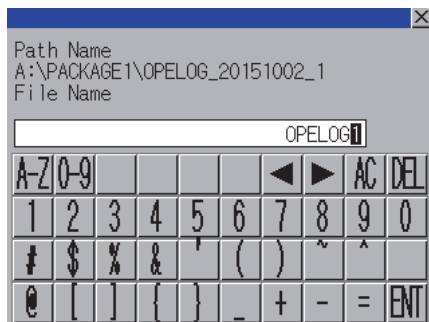 Path Name
A:\PACKAGE1\OPELOG_20151002_1
File Name
OPELOG1
A-Z 0-9 ◀ ▶ AC DEL
1 2 3 4 5 6 7 8 9 0
# $ % & ' ( ) ~ ^
@ [ ] { } _ + - = ENT